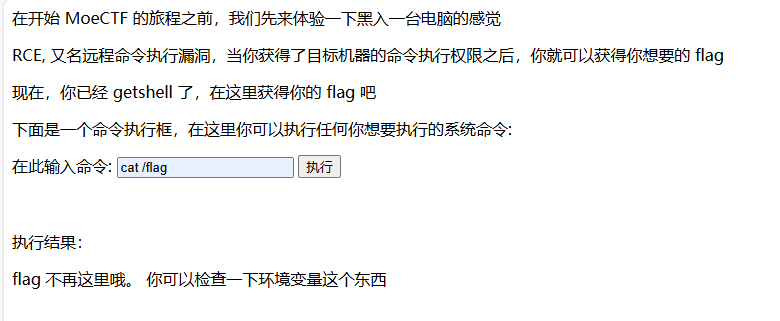 在开始 MoeCTF 的旅程之前，我们先来体验一下黑入一台电脑的感觉
RCE, 又名远程命令执行漏洞，当你获得了目标机器的命令执行权限之后，你就可以获得你想要的 flag
现在，你已经 getshell 了，在这里获得你的 flag 吧
下面是一个命令执行框，在这里你可以执行任何你想要执行的系统命令:
在此输入命令: cat /flag 执行
执行结果：
flag 不再这里哦。 你可以检查一下环境变量这个东西